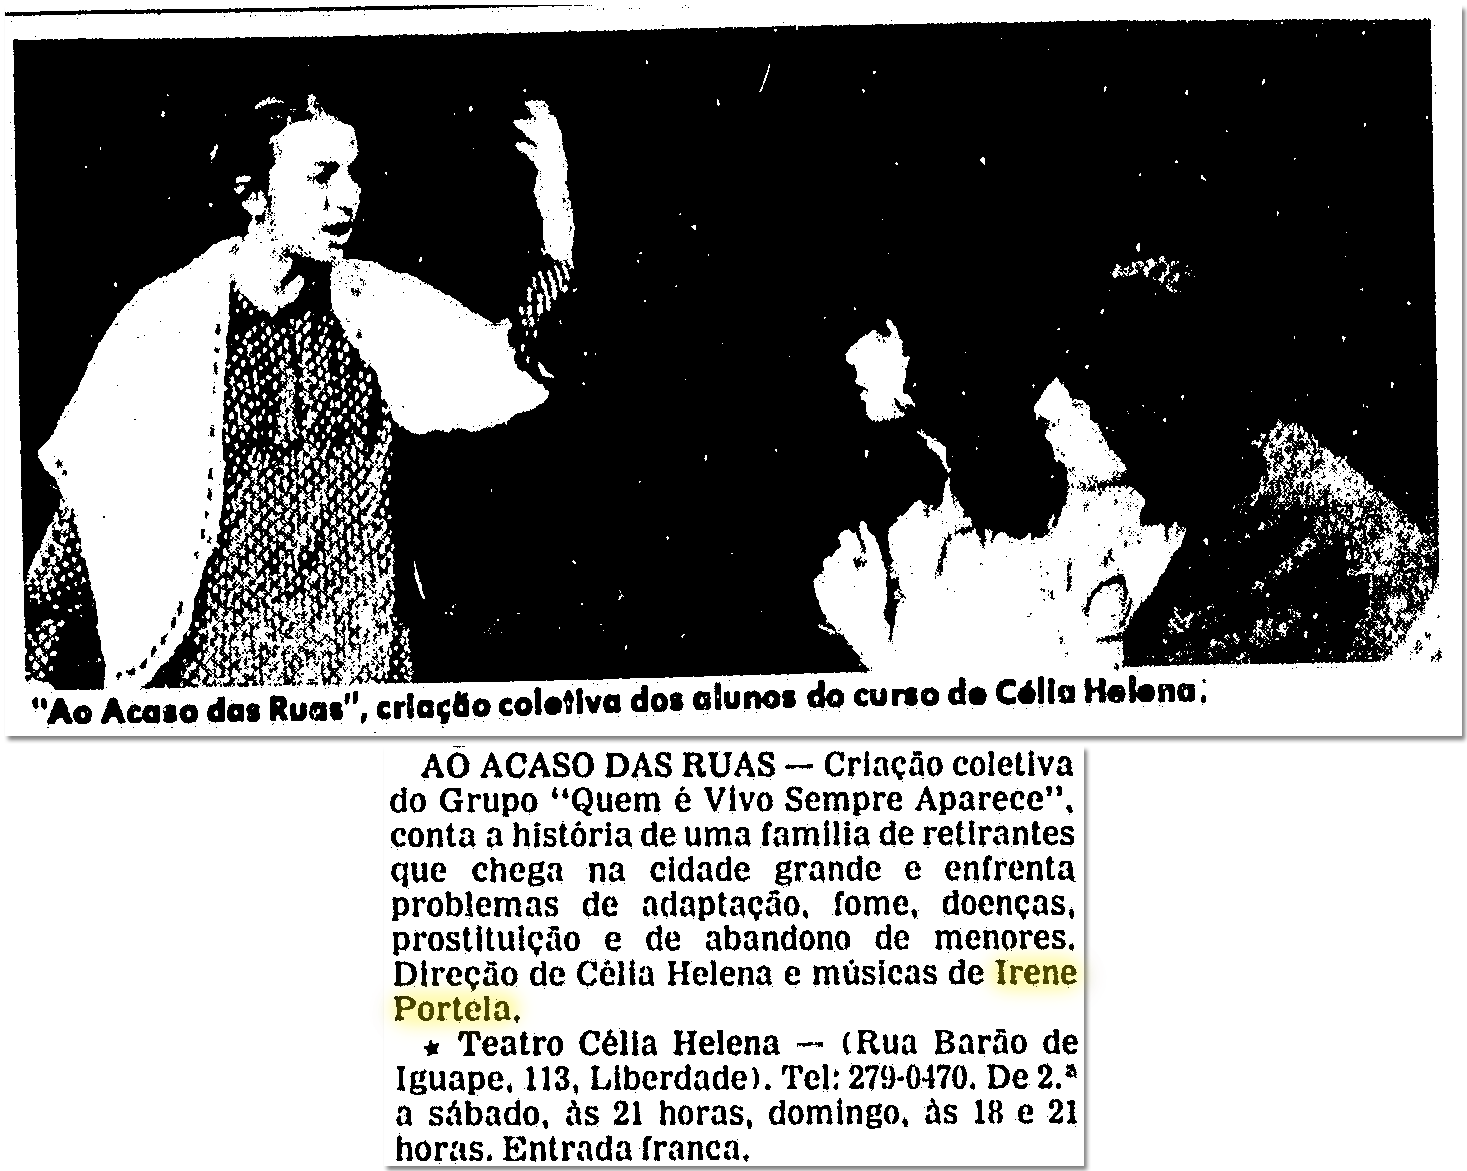 "Ao Acaso das Ruas", criação coletiva dos alunos do curso de Célia Helena.
AO ACASO DAS RUAS — Criação coletiva
do Grupo "Quem é Vivo Sempre Aparece",
conta a história de uma família de retirantes
que chega na cidade grande e enfrenta
problemas de adaptação, fome, doenças,
prostituição e de abandono de menores.
Direção de Célia Helena e músicas de Irene
Portela.
★ Teatro Célia Helena — (Rua Barão de
Iguape, 113, Liberdade). Tel: 279-0470. De 2.ª
a sábado, às 21 horas, domingo, às 18 e 21
horas. Entrada franca.